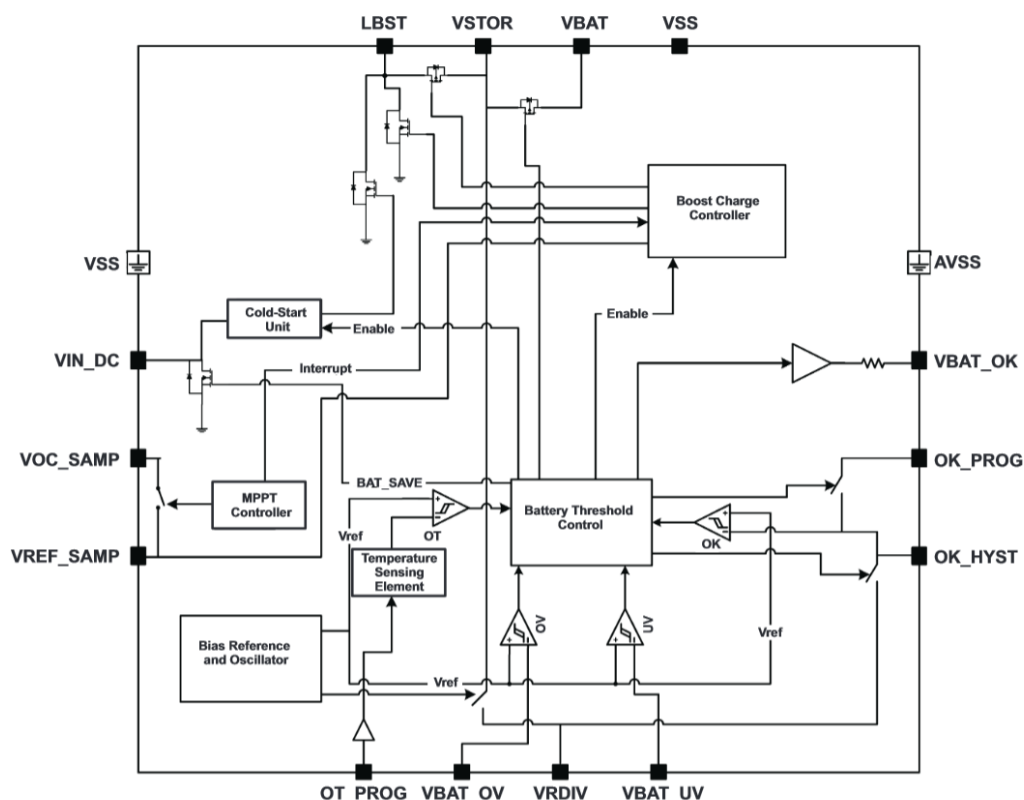 LBST VSTOR VBAT VSS
Boost Charge
Controller
VSS
AVSS
Cold-Start
Unit
Enable
Enable
VIN_DC
Interrupt
VBAT_OK
VOC_SAMP
OK_PROG
BAT_SAVE
MPPT
Controller
+
-
OT
Battery Threshold
Control
+
-
OK
Vref
VREF_SAMP
Temperature
Sensing
Element
OK_HYST
OV
+
-
UV
+
-
Vref
Bias Reference
and Oscillator
Vref
OT_PROG VBAT_OV VRDIV VBAT_UV